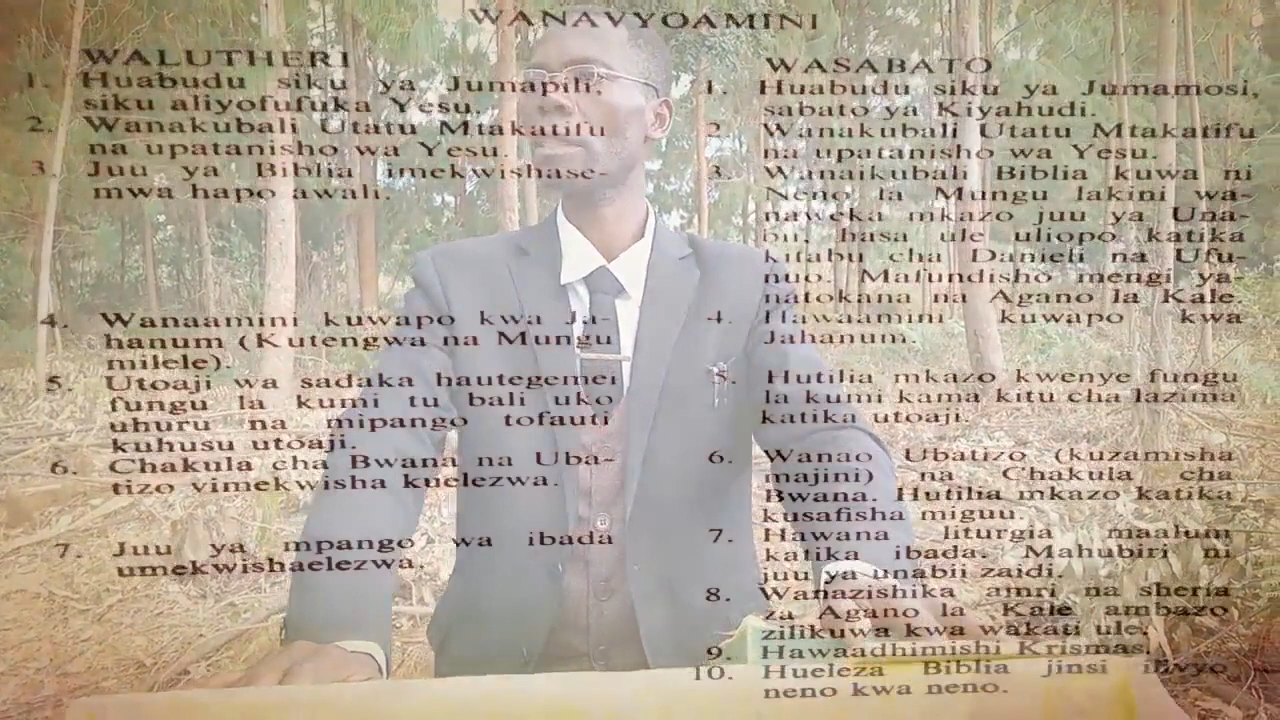 WANAVYOAMINI
WALUTHERI
1. Huabudu siku ya Jumapili,
siku aliyofufuka Yesu.
2. Wanakubali Utatu Mtakatifu
na upatanisho wa Yesu.
3. Juu ya Biblia imekwishase-
mwa hapo awali.
4. Wanaamini kuwapo kwa Ja-
hanum (Kutengwa na Mungu
milele).
5. Utoaji wa sadaka hautegemei
fungu la kumi tu bali uko
uhuru na mipango tofauti
kuhusu utoaji.
6. Chakula cha Bwana na Uba-
tizo vimekwisha kuelezwa.
7. Juu ya mpango wa ibada
umekwishaelezwa.
WASABATO
1. Huabudu siku ya Jumamosi,
sabato ya Kiyahudi.
2. Wanakubali Utatu Mtakatifu
na upatanisho wa Yesu.
3. Wanaikubali Biblia kuwa ni
Neno la Mungu lakini wa-
naweka mkazo juu ya Una-
bii, hasa ule uliopo katika
kitabu cha Danieli na Ufu-
nuo. Mafundisho mengi ya-
natokana na Agano la Kale.
4. Hawaamini kuwapo kwa
Jahanum.
5. Hutilia mkazo kwenye fungu
la kumi kama kitu cha lazima
katika utoaji.
6. Wanao Ubatizo (kuzamisha
majini) na Chakula cha
Bwana. Hutilia mkazo katika
kusafisha miguu.
7. Hawana liturgia maalum
katika ibada. Mahubiri ni
juu ya unabii zaidi.
8. Wanazishika amri na sheria
za Agano la Kale ambazo
zilikuwa kwa wakati ule.
9. Hawaadhimishi Krismas.
10. Hueleza Biblia jinsi ilivyo
neno kwa neno.